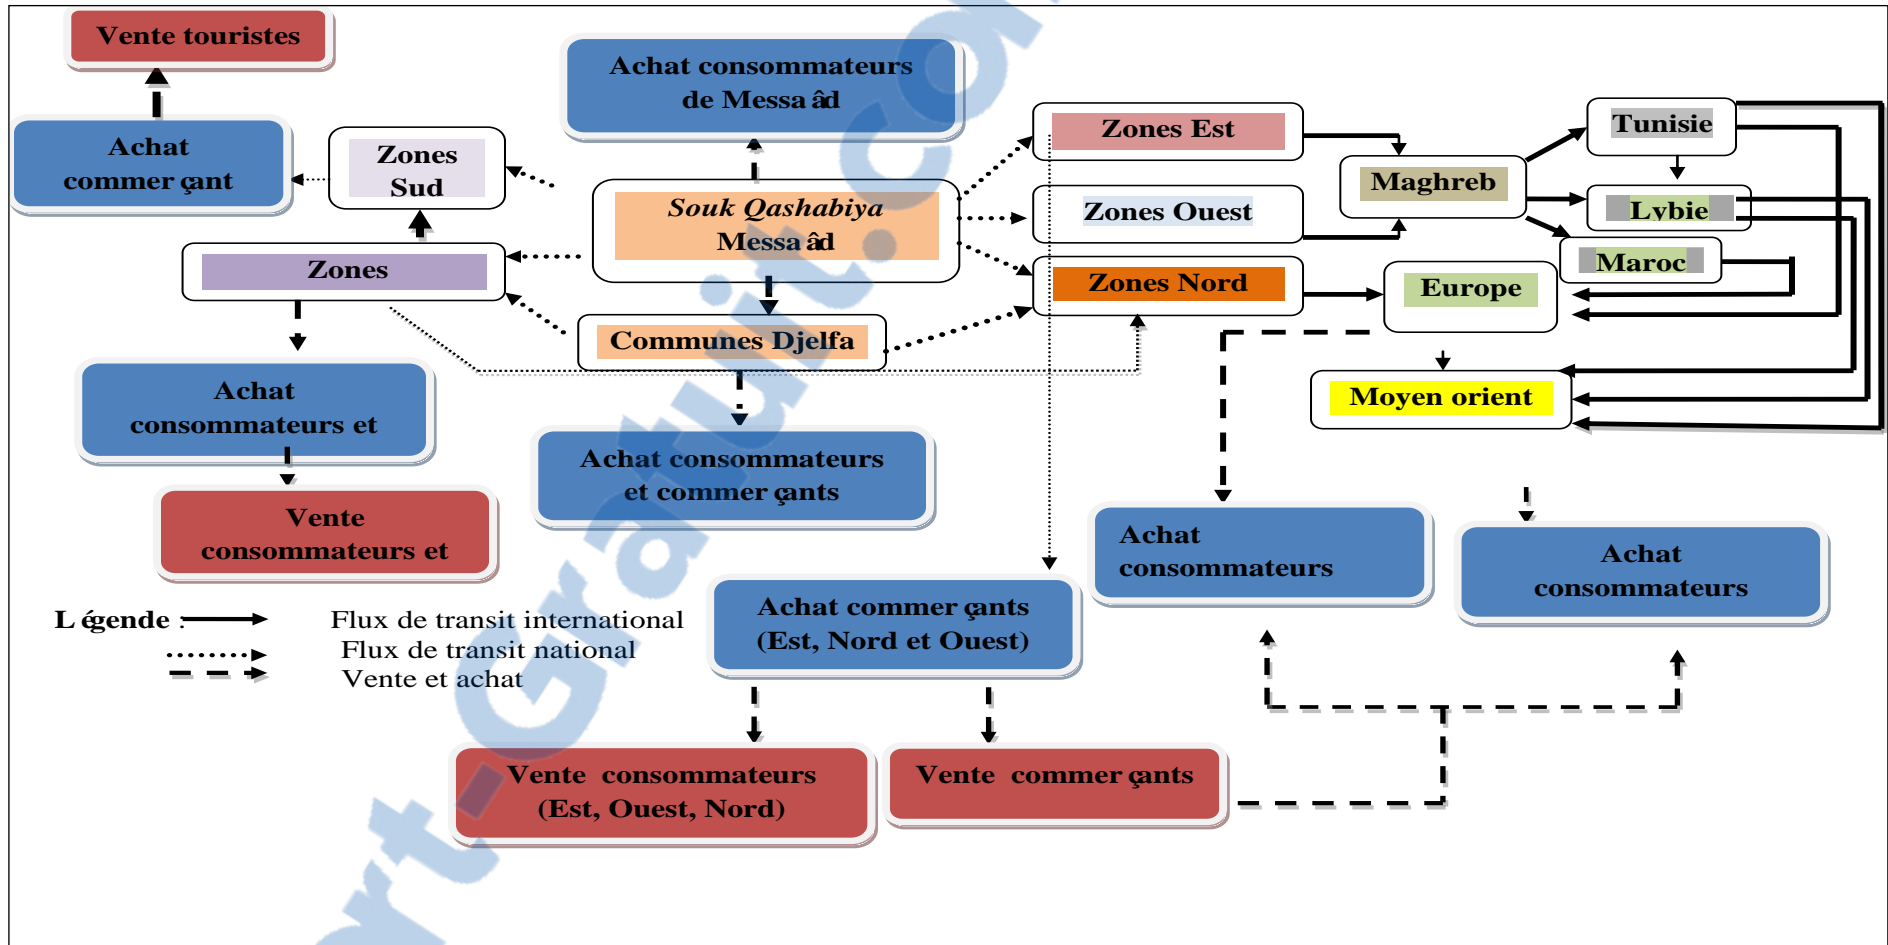 Vente touristes
Achat
commerçant
Zones
Sud
Achat consommateurs
de Messaâd
Souk Qashabiya
Messaâd
Zones
Communes Djelfa
Zones Est
Zones Ouest
Zones Nord
Maghreb
Tunisie
Lybie
Maroc
Europe
Moyen orient
Achat
consommateurs et
Vente
consommateurs et
Achat consommateurs
et commerçants
Achat
consommateurs
Achat
consommateurs
Achat commerçants
(Est, Nord et Ouest)
Légende :
Flux de transit international
Flux de transit national
Vente et achat
Vente consommateurs
(Est, Ouest, Nord)
Vente commerçants